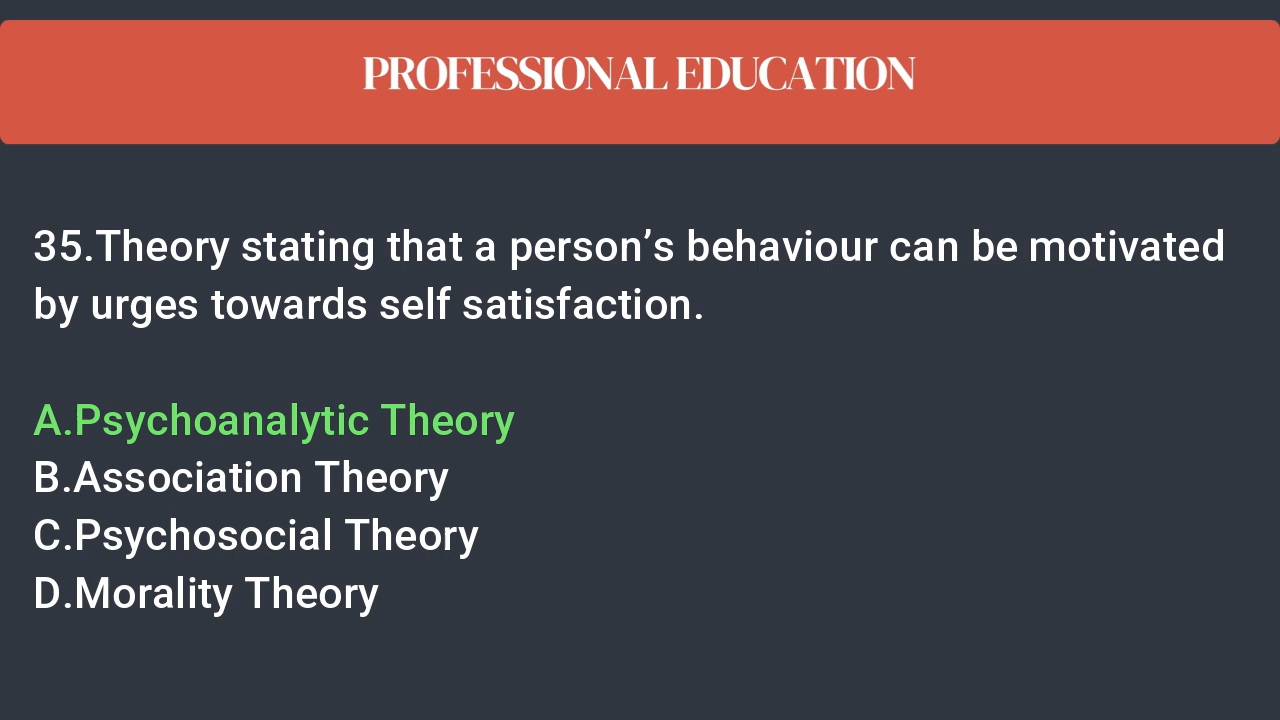 PROFESSIONAL EDUCATION
35.Theory stating that a person’s behaviour can be motivated
by urges towards self satisfaction.
A.Psychoanalytic Theory
B.Association Theory
C.Psychosocial Theory
D.Morality Theory